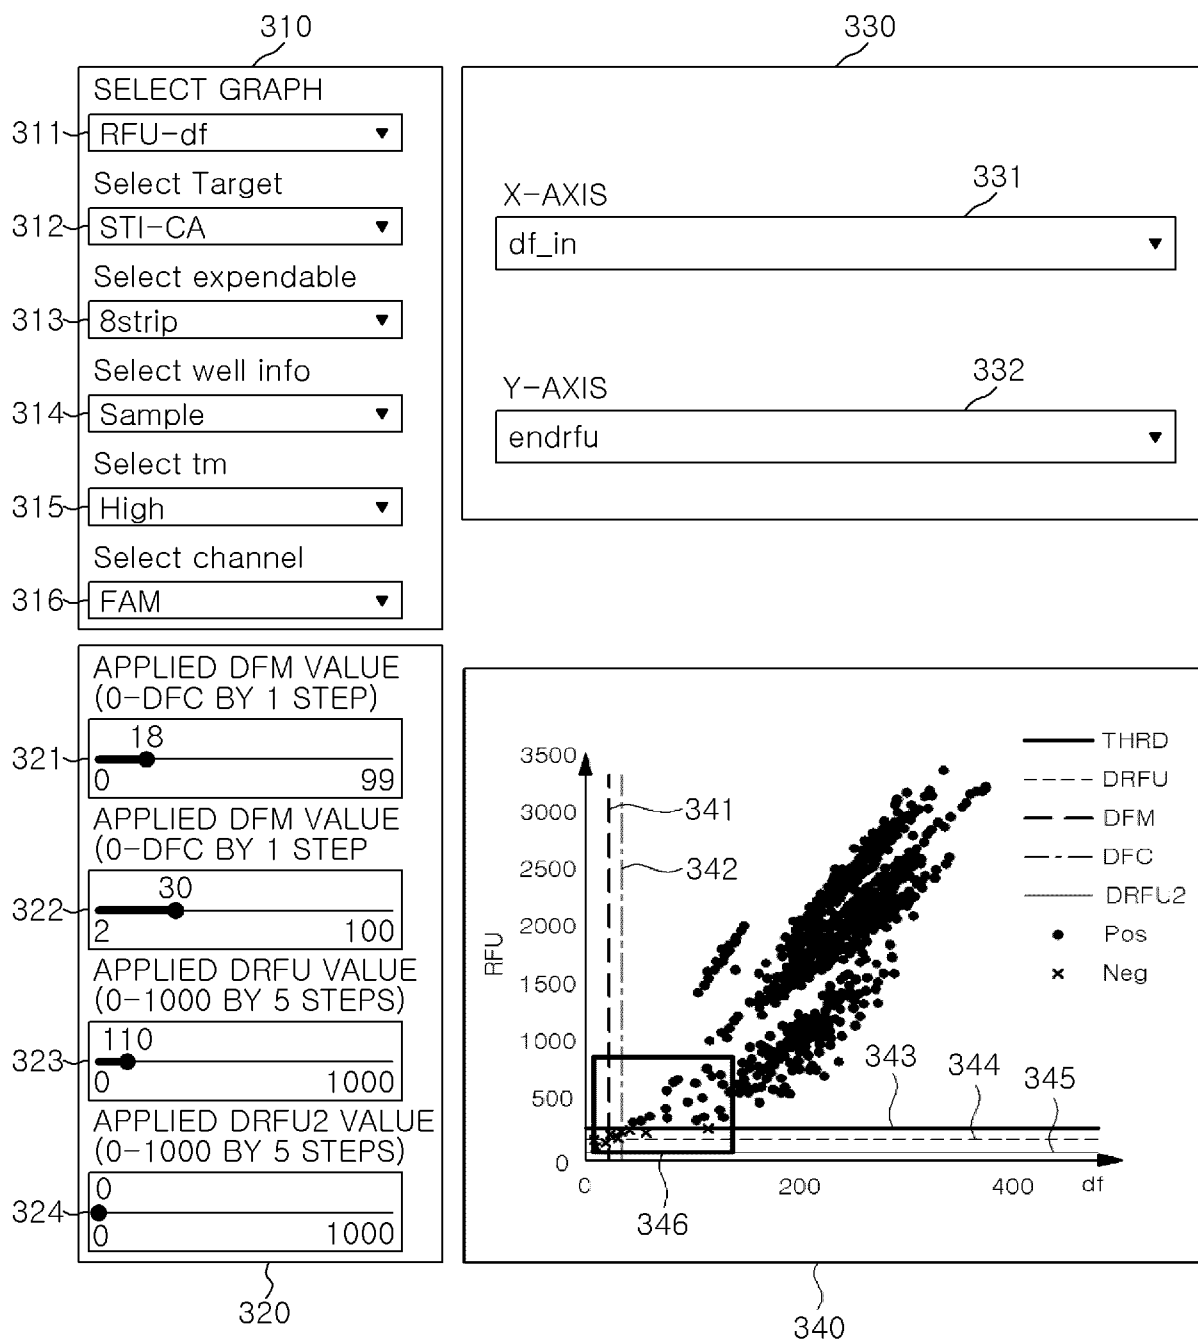 310
SELECT GRAPH
311
RFU-df
Select Target
312
STI-CA
Select expendable
313
8strip
Select well info
314
Sample
Select tm
315
High
Select channel
316
FAM
330
X-AXIS
331
df_in
Y-AXIS
332
endrfu
APPLIED DFM VALUE
(0-DFC BY 1 STEP)
321
18
0 99
APPLIED DFM VALUE
(0-DFC BY 1 STEP
322
30
2 100
APPLIED DRFU VALUE
(0-1000 BY 5 STEPS)
323
110
0 1000
APPLIED DRFU2 VALUE
(0-1000 BY 5 STEPS)
324
0
0 1000
320
3500
3000
2500
2000
1500
1000
500
0
RFU
0 200 400 df
341
342
343
344
345
346
THRD
DRFU
DFM
DFC
DRFU2
Pos
Neg
340